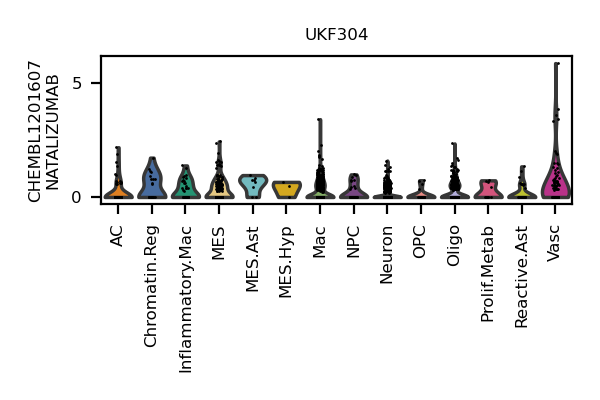 UKF304
CHEMBL1201607
NATALIZUMAB
5
0
AC
Chromatin.Reg
Inflammatory.Mac
MES
MES.Ast
MES.Hyp
Mac
NPC
Neuron
OPC
Oligo
Prolif.Metab
Reactive.Ast
Vasc